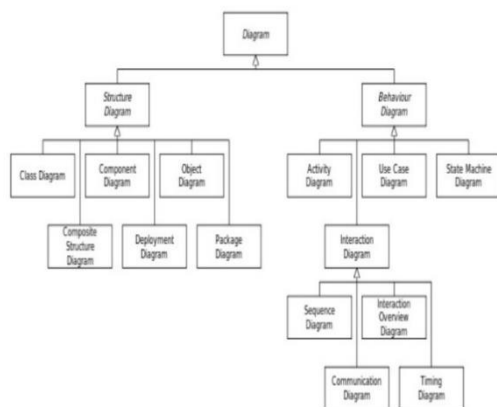 Diagram
Structure
Diagram
Behaviour
Diagram
Class Diagram
Component
Diagram
Object
Diagram
Activity
Diagram
Use Case
Diagram
State Machine
Diagram
Composite
Structure
Diagram
Deployment
Diagram
Package
Diagram
Interaction
Diagram
Sequence
Diagram
Interaction
Overview
Diagram
Communication
Diagram
Timing
Diagram